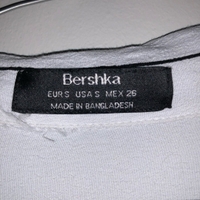 Bershka
EUR S USA S MEX 26
MADE IN BANGLADESH